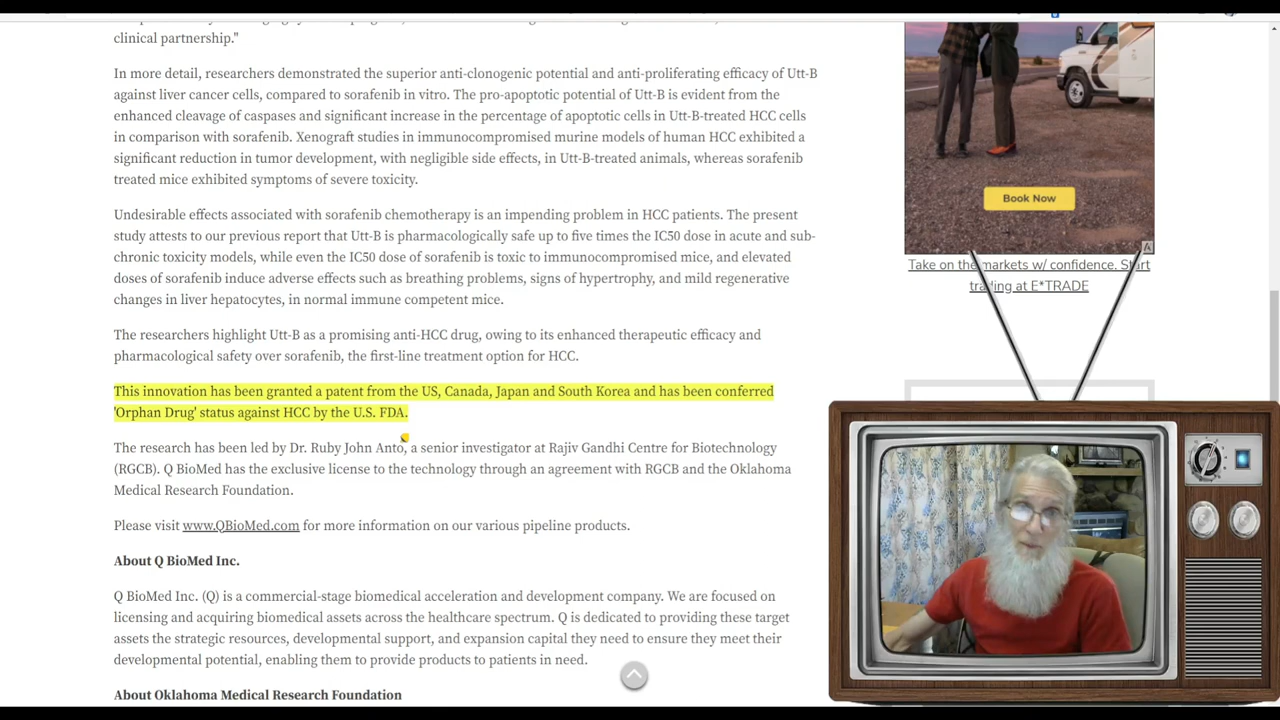 clinical partnership."
In more detail, researchers demonstrated the superior anti-clonogenic potential and anti-proliferating efficacy of Utt-B
against liver cancer cells, compared to sorafenib in vitro. The pro-apoptotic potential of Utt-B is evident from the
enhanced cleavage of caspases and significant increase in the percentage of apoptotic cells in Utt-B-treated HCC cells
in comparison with sorafenib. Xenograft studies in immunocompromised murine models of human HCC exhibited a
significant reduction in tumor development, with negligible side effects, in Utt-B-treated animals, whereas sorafenib
treated mice exhibited symptoms of severe toxicity.
Undesirable effects associated with sorafenib chemotherapy is an impending problem in HCC patients. The present
study attests to our previous report that Utt-B is pharmacologically safe up to five times the IC50 dose in acute and sub-
chronic toxicity models, while even the IC50 dose of sorafenib is toxic to immunocompromised mice, and elevated
doses of sorafenib induce adverse effects such as breathing problems, signs of hypertrophy, and mild regenerative
changes in liver hepatocytes, in normal immune competent mice.
The researchers highlight Utt-B as a promising anti-HCC drug, owing to its enhanced therapeutic efficacy and
pharmacological safety over sorafenib, the first-line treatment option for HCC.
This innovation has been granted a patent from the US, Canada, Japan and South Korea and has been conferred
'Orphan Drug' status against HCC by the U.S. FDA.
The research has been led by Dr. Ruby John Anto, a senior investigator at Rajiv Gandhi Centre for Biotechnology
(RGCB). Q BioMed has the exclusive license to the technology through an agreement with RGCB and the Oklahoma
Medical Research Foundation.
Please visit www.QBioMed.com for more information on our various pipeline products.
About Q BioMed Inc.
Q BioMed Inc. (Q) is a commercial-stage biomedical acceleration and development company. We are focused on
licensing and acquiring biomedical assets across the healthcare spectrum. Q is dedicated to providing these target
assets the strategic resources, developmental support, and expansion capital they need to ensure they meet their
developmental potential, enabling them to provide products to patients in need.
About Oklahoma Medical Research Foundation
Book Now
Take on the markets w/ confidence. Start
trading at E*TRADE